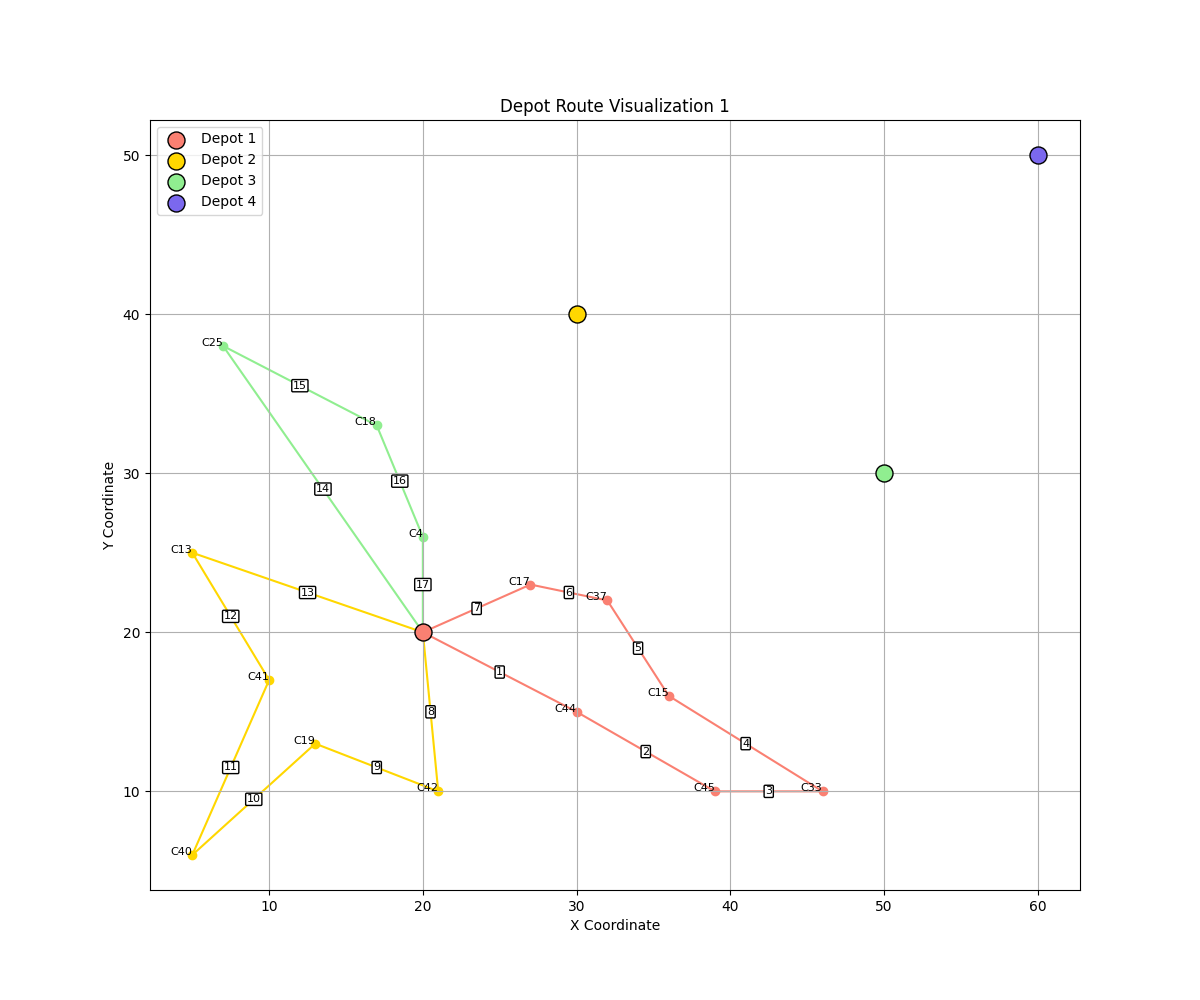 Depot Route Visualization 1
Depot 1
Depot 2
Depot 3
Depot 4
50
40
30
20
10
Y Coordinate
C25
15
C18
14
16
C4
C13
17
13
12
C17
6
C37
7
5
C41
1
C15
8
C44
C19
2
4
11
9
10
C42
C45
3
C33
C40
10
20
30
40
50
60
X Coordinate